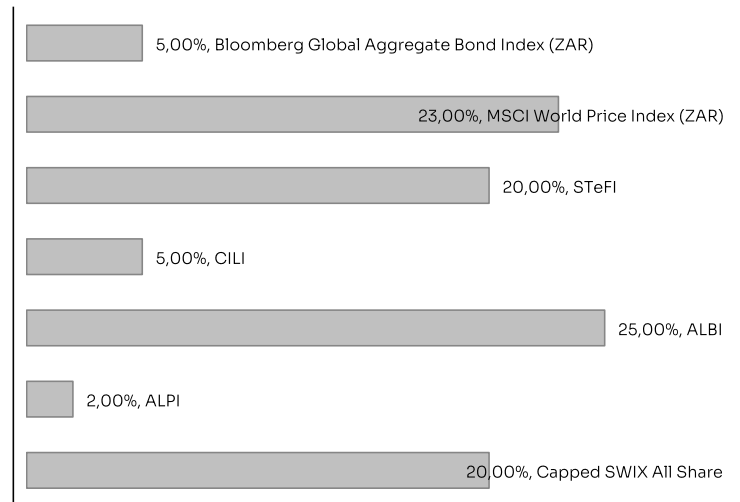 5,00%, Bloomberg Global Aggregate Bond Index (ZAR)
23,00%, MSCI World Price Index (ZAR)
20,00%, STeFI
5,00%, CILI
25,00%, ALBI
2,00%, ALPI
20,00%, Capped SWIX All Share